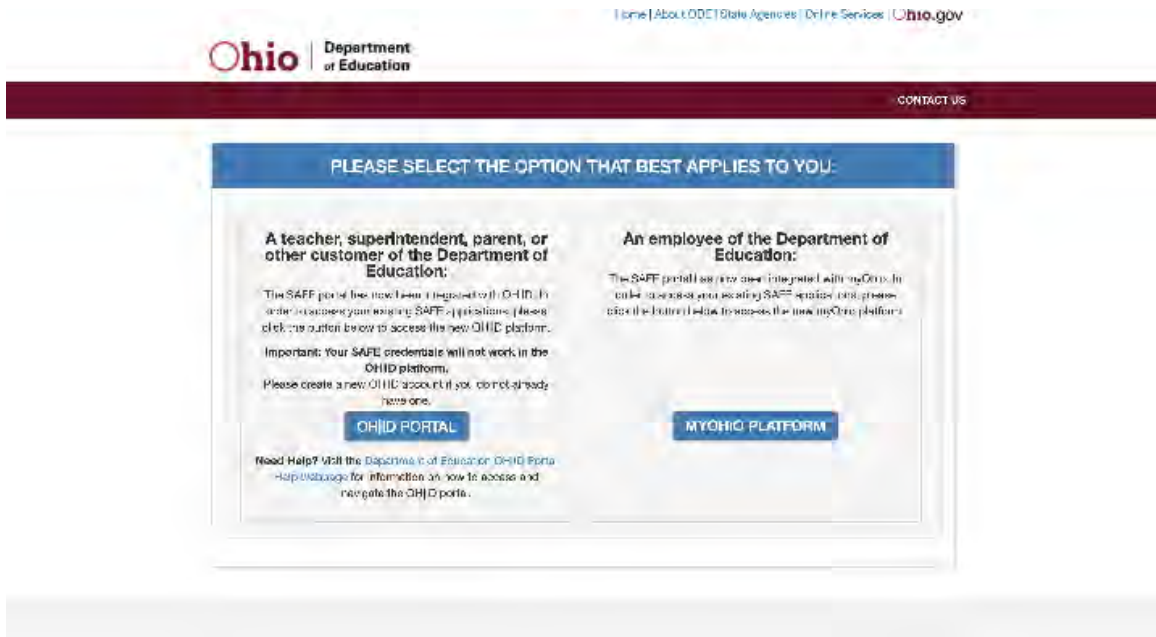 Home | About ODE | State Agencies | Online Services | Ohio.gov
Ohio | Department
of Education
CONTACT US
PLEASE SELECT THE OPTION THAT BEST APPLIES TO YOU:
A teacher, superintendent, parent, or
other customer of the Department of
Education:
The SAFE portal has now been integrated with OH|ID. In
order to access your existing SAFE applications, please
click the button below to access the new OH|ID platform.
Important: Your SAFE credentials will not work in the
OH|ID platform.
Please create a new OH|ID account if you do not already
have one.
OH|ID PORTAL
Need Help? Visit the Department of Education OH|ID Portal
Help Webpage for information on how to access and
navigate the OH|ID portal.
An employee of the Department of
Education:
The SAFE portal has now been integrated with myOhio. In
order to access your existing SAFE applications, please
click the button below to access the new myOhio platform.
MYOHIO PLATFORM